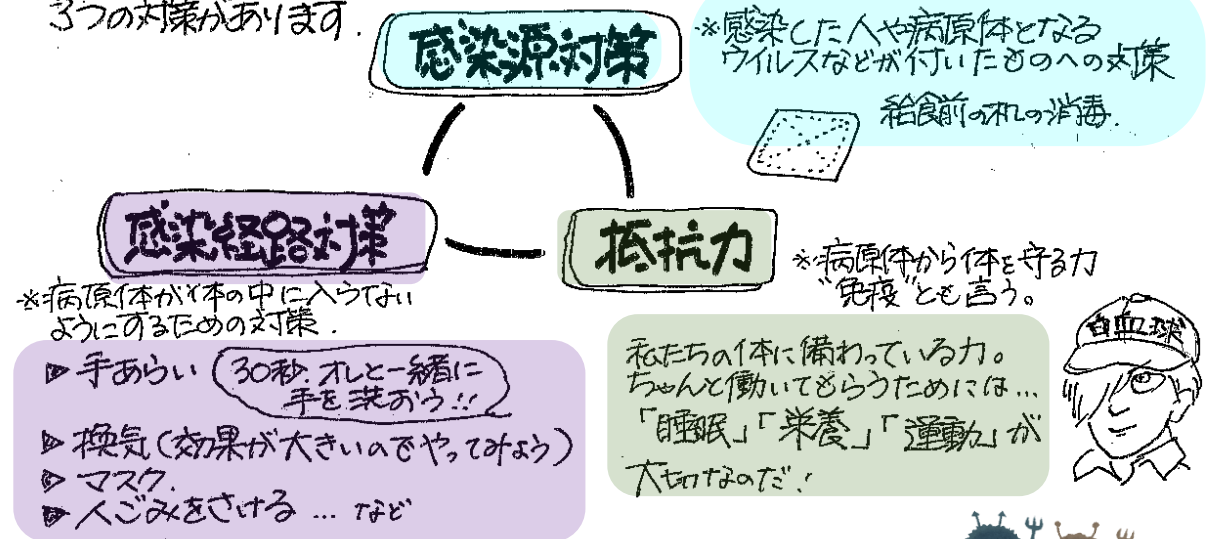 3つの対策があります.
感染源対策
※感染した人や病原体となる
ウイルスなどが付いたものへの対策
給食前の机の消毒.
感染経路対策
※病原体が体の中に入らない
ようにするための対策.
▷手あらい
30秒 オレと一緒に
手を洗おう!!
▷換気(効果が大きいのでやってみよう)
▷マスク.
▷人ごみをさける … など
抵抗力
※病原体から体を守る力
"免疫"とも言う。
私たちの体に備わっている力。
ちゃんと働いてもらうためには…
「睡眠」「栄養」「運動」が
大切なのだ!
白血球